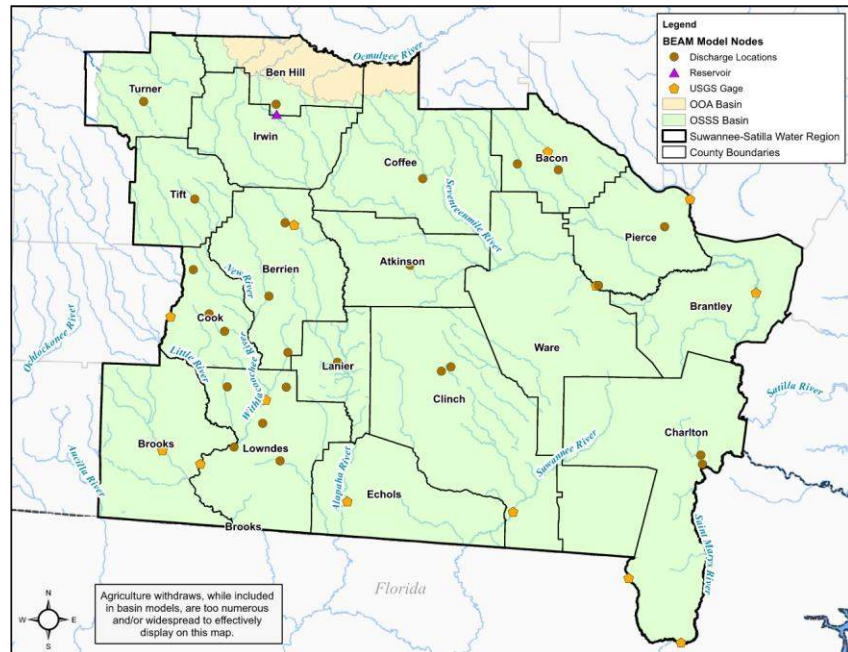 Legend
BEAM Model Nodes
Discharge Locations
Reservoir
USGS Gage
OOA Basin
OSSS Basin
Suwannee-Satilla Water Region
County Boundaries
Ocmulgee River
Ben Hill
Turner
Irwin
Coffee
Bacon
Tift
Seventeenmile River
Pierce
Atkinson
Berrien
New River
Brantley
Cook
Ware
Withlacoochee River
Ochlockonee River
Little River
Lanier
Clinch
Satilla River
Charlton
Brooks
Lowndes
Suwannee River
Aucilla River
Alapaha River
Echols
Brooks
Saint Marys River
Florida
N
W
E
S
Agriculture withdraws, while included
in basin models, are too numerous
and/or widespread to effectively
display on this map.